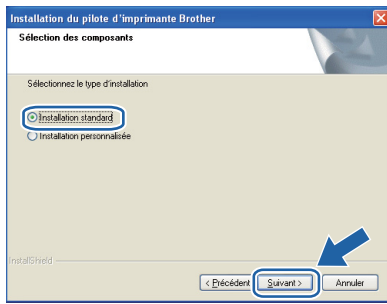 Installation du pilote d'imprimante Brother
Sélection des composants
Sélectionnez le type d'installation
Installation standard
Installation personnalisée
InstallShield
< Précédent
Suivant >
Annuler